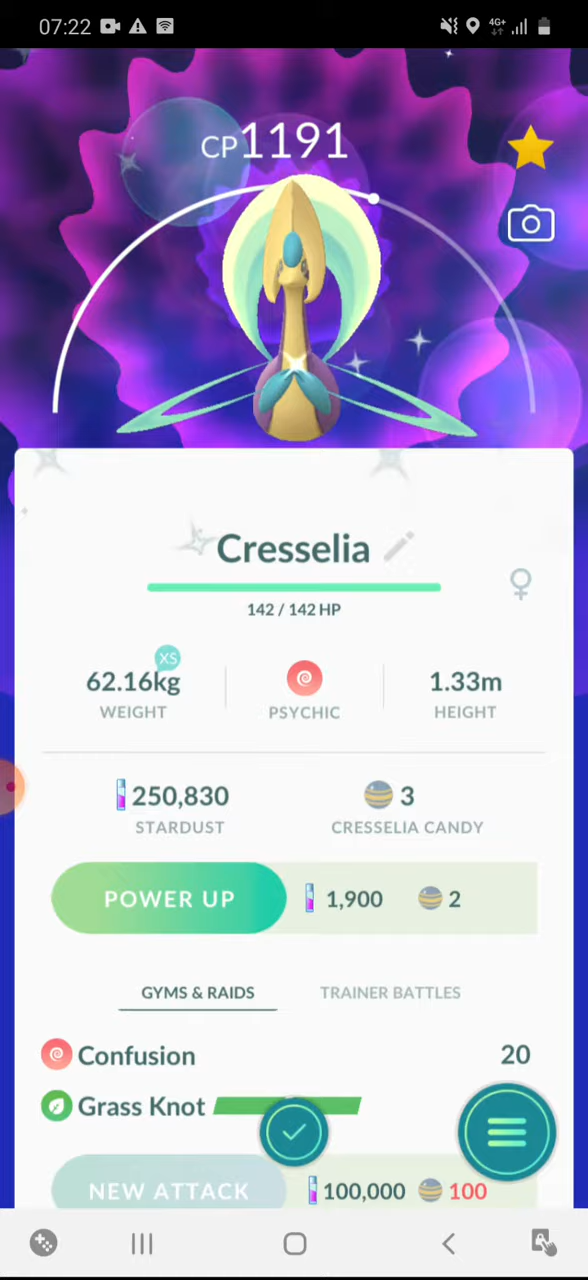 07:22 4G+
CP1191
Cresselia
142 / 142 HP
XS
62.16kg 1.33m
WEIGHT PSYCHIC HEIGHT
250,830 3
STARDUST CRESSELIA CANDY
POWER UP 1,900 2
GYMS & RAIDS TRAINER BATTLES
Confusion 20
Grass Knot
NEW ATTACK 100,000 100